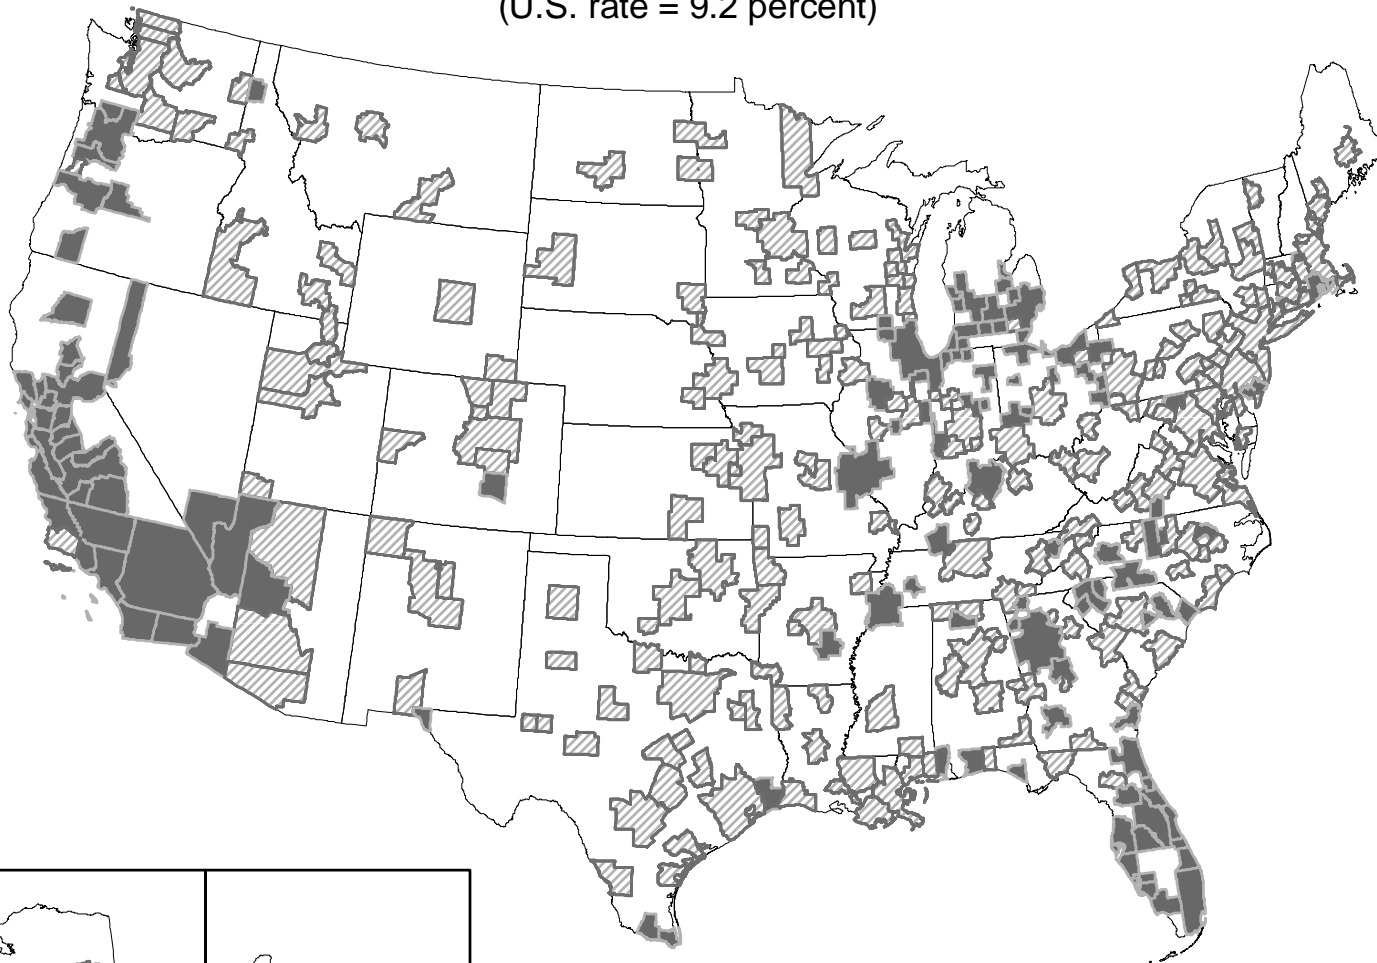 (U.S. rate = 9.2 percent)